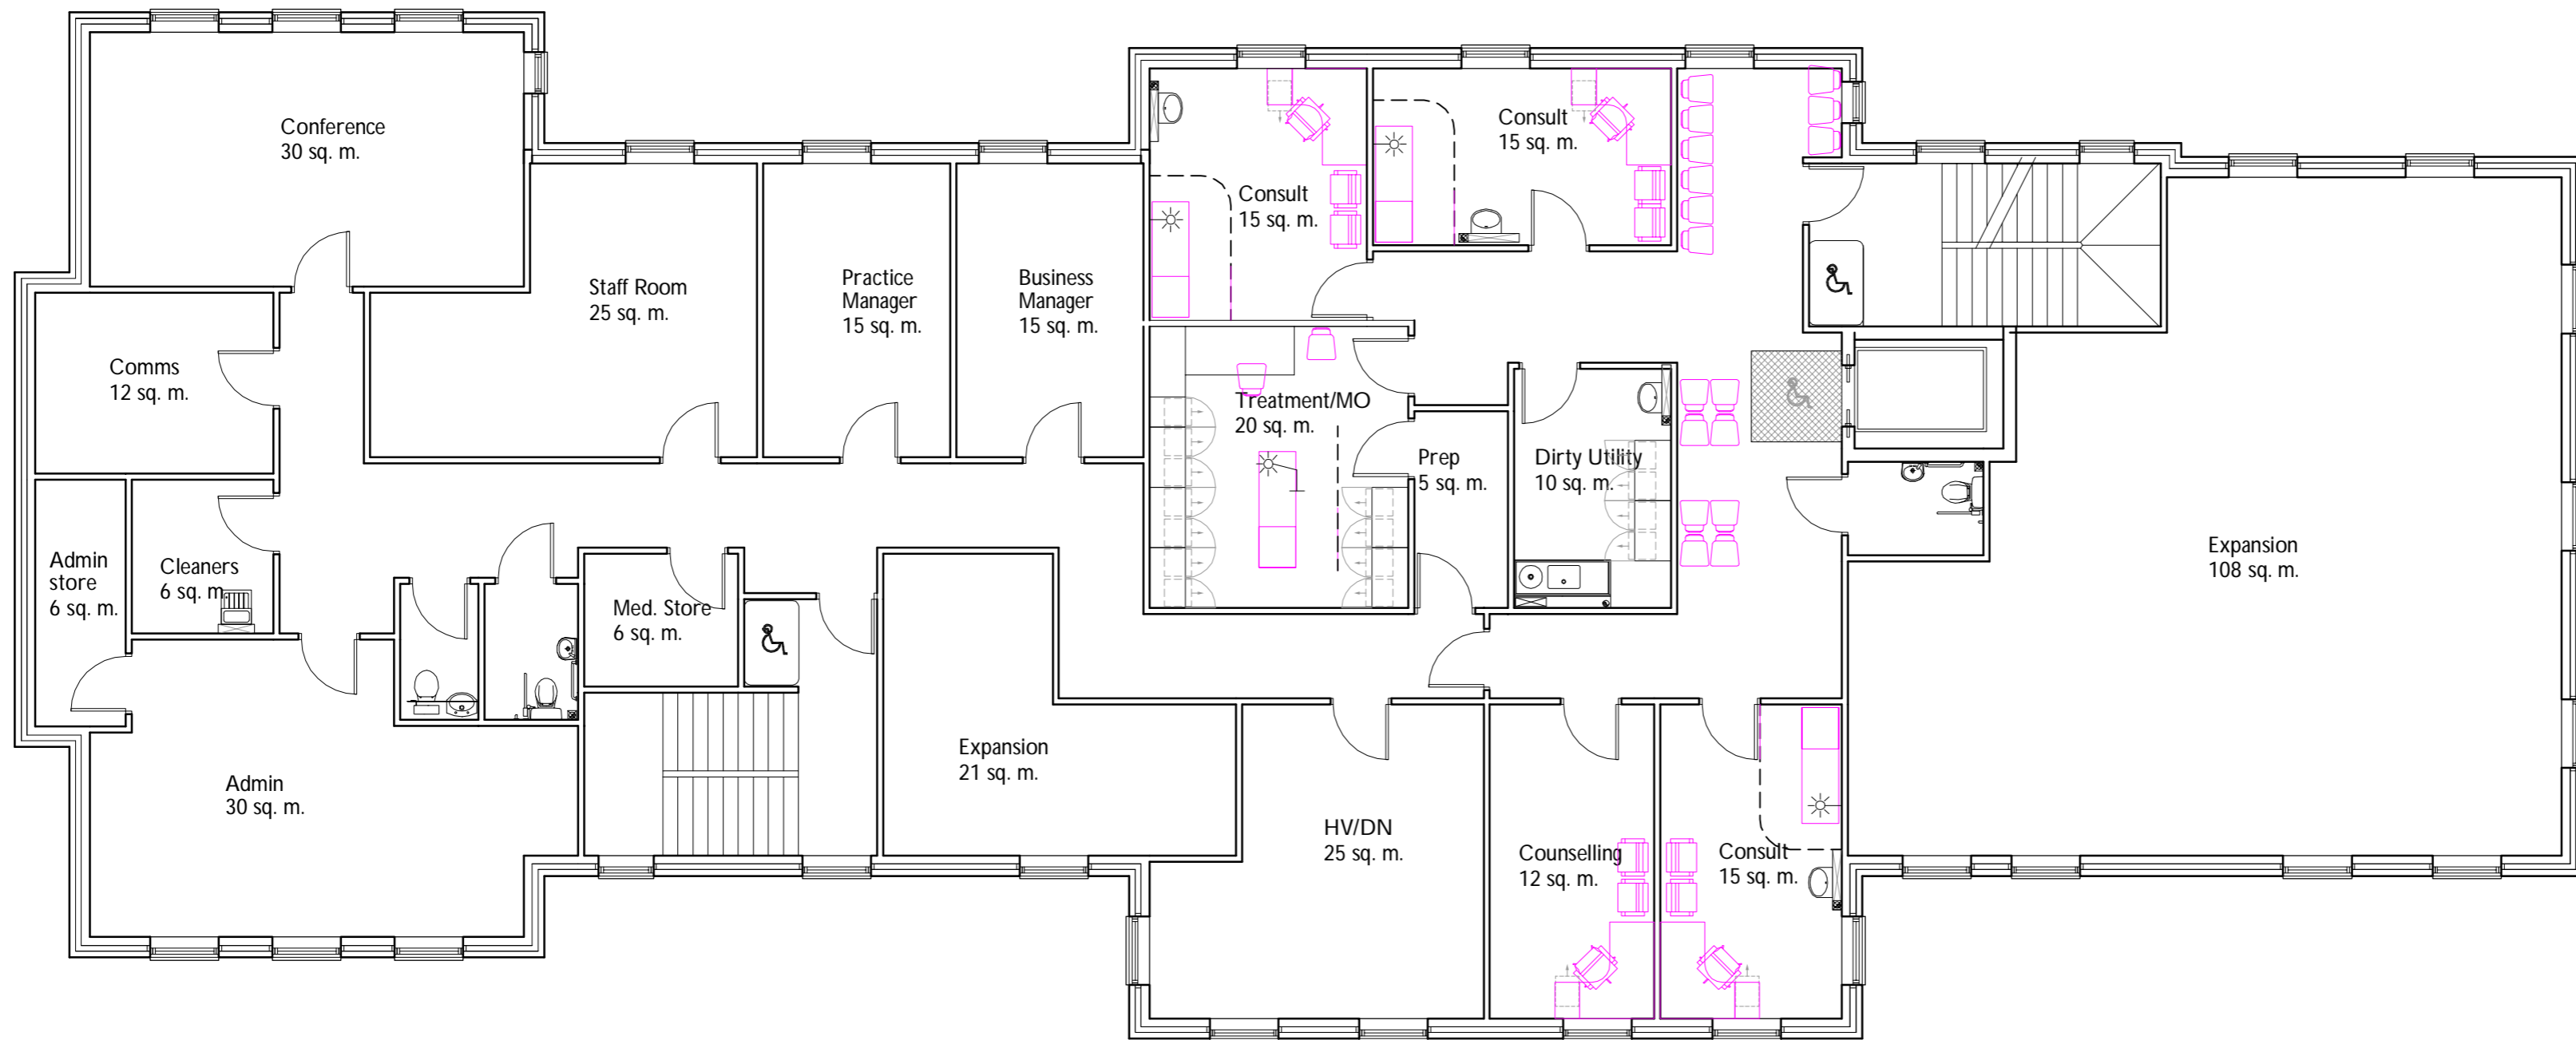 Conference
30 sq. m.
Consult
15 sq. m.
Consult
15 sq. m.
Staff Room
25 sq. m.
Practice
Manager
15 sq. m.
Business
Manager
15 sq. m.
Comms
12 sq. m.
Treatment/MO
20 sq. m.
Prep
5 sq. m.
Dirty Utility
10 sq. m.
Admin
store
6 sq. m.
Cleaners
6 sq. m.
Med. Store
6 sq. m.
Expansion
108 sq. m.
Admin
30 sq. m.
Expansion
21 sq. m.
HV/DN
25 sq. m.
Counselling
12 sq. m.
Consult
15 sq. m.